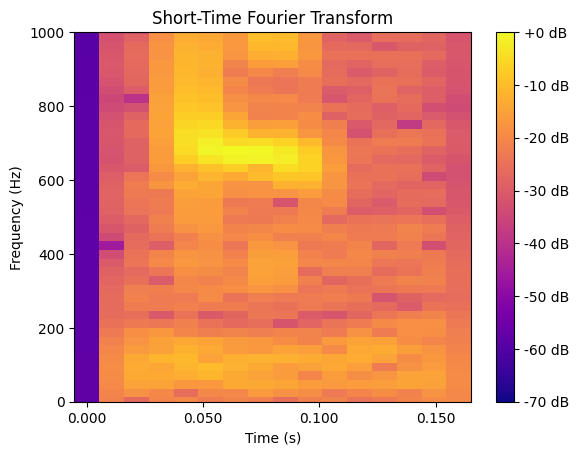 Short-Time Fourier Transform
1000
800
600
400
200
0
Frequency (Hz)
0.000
0.050
0.100
0.150
Time (s)
+0 dB
-10 dB
-20 dB
-30 dB
-40 dB
-50 dB
-60 dB
-70 dB